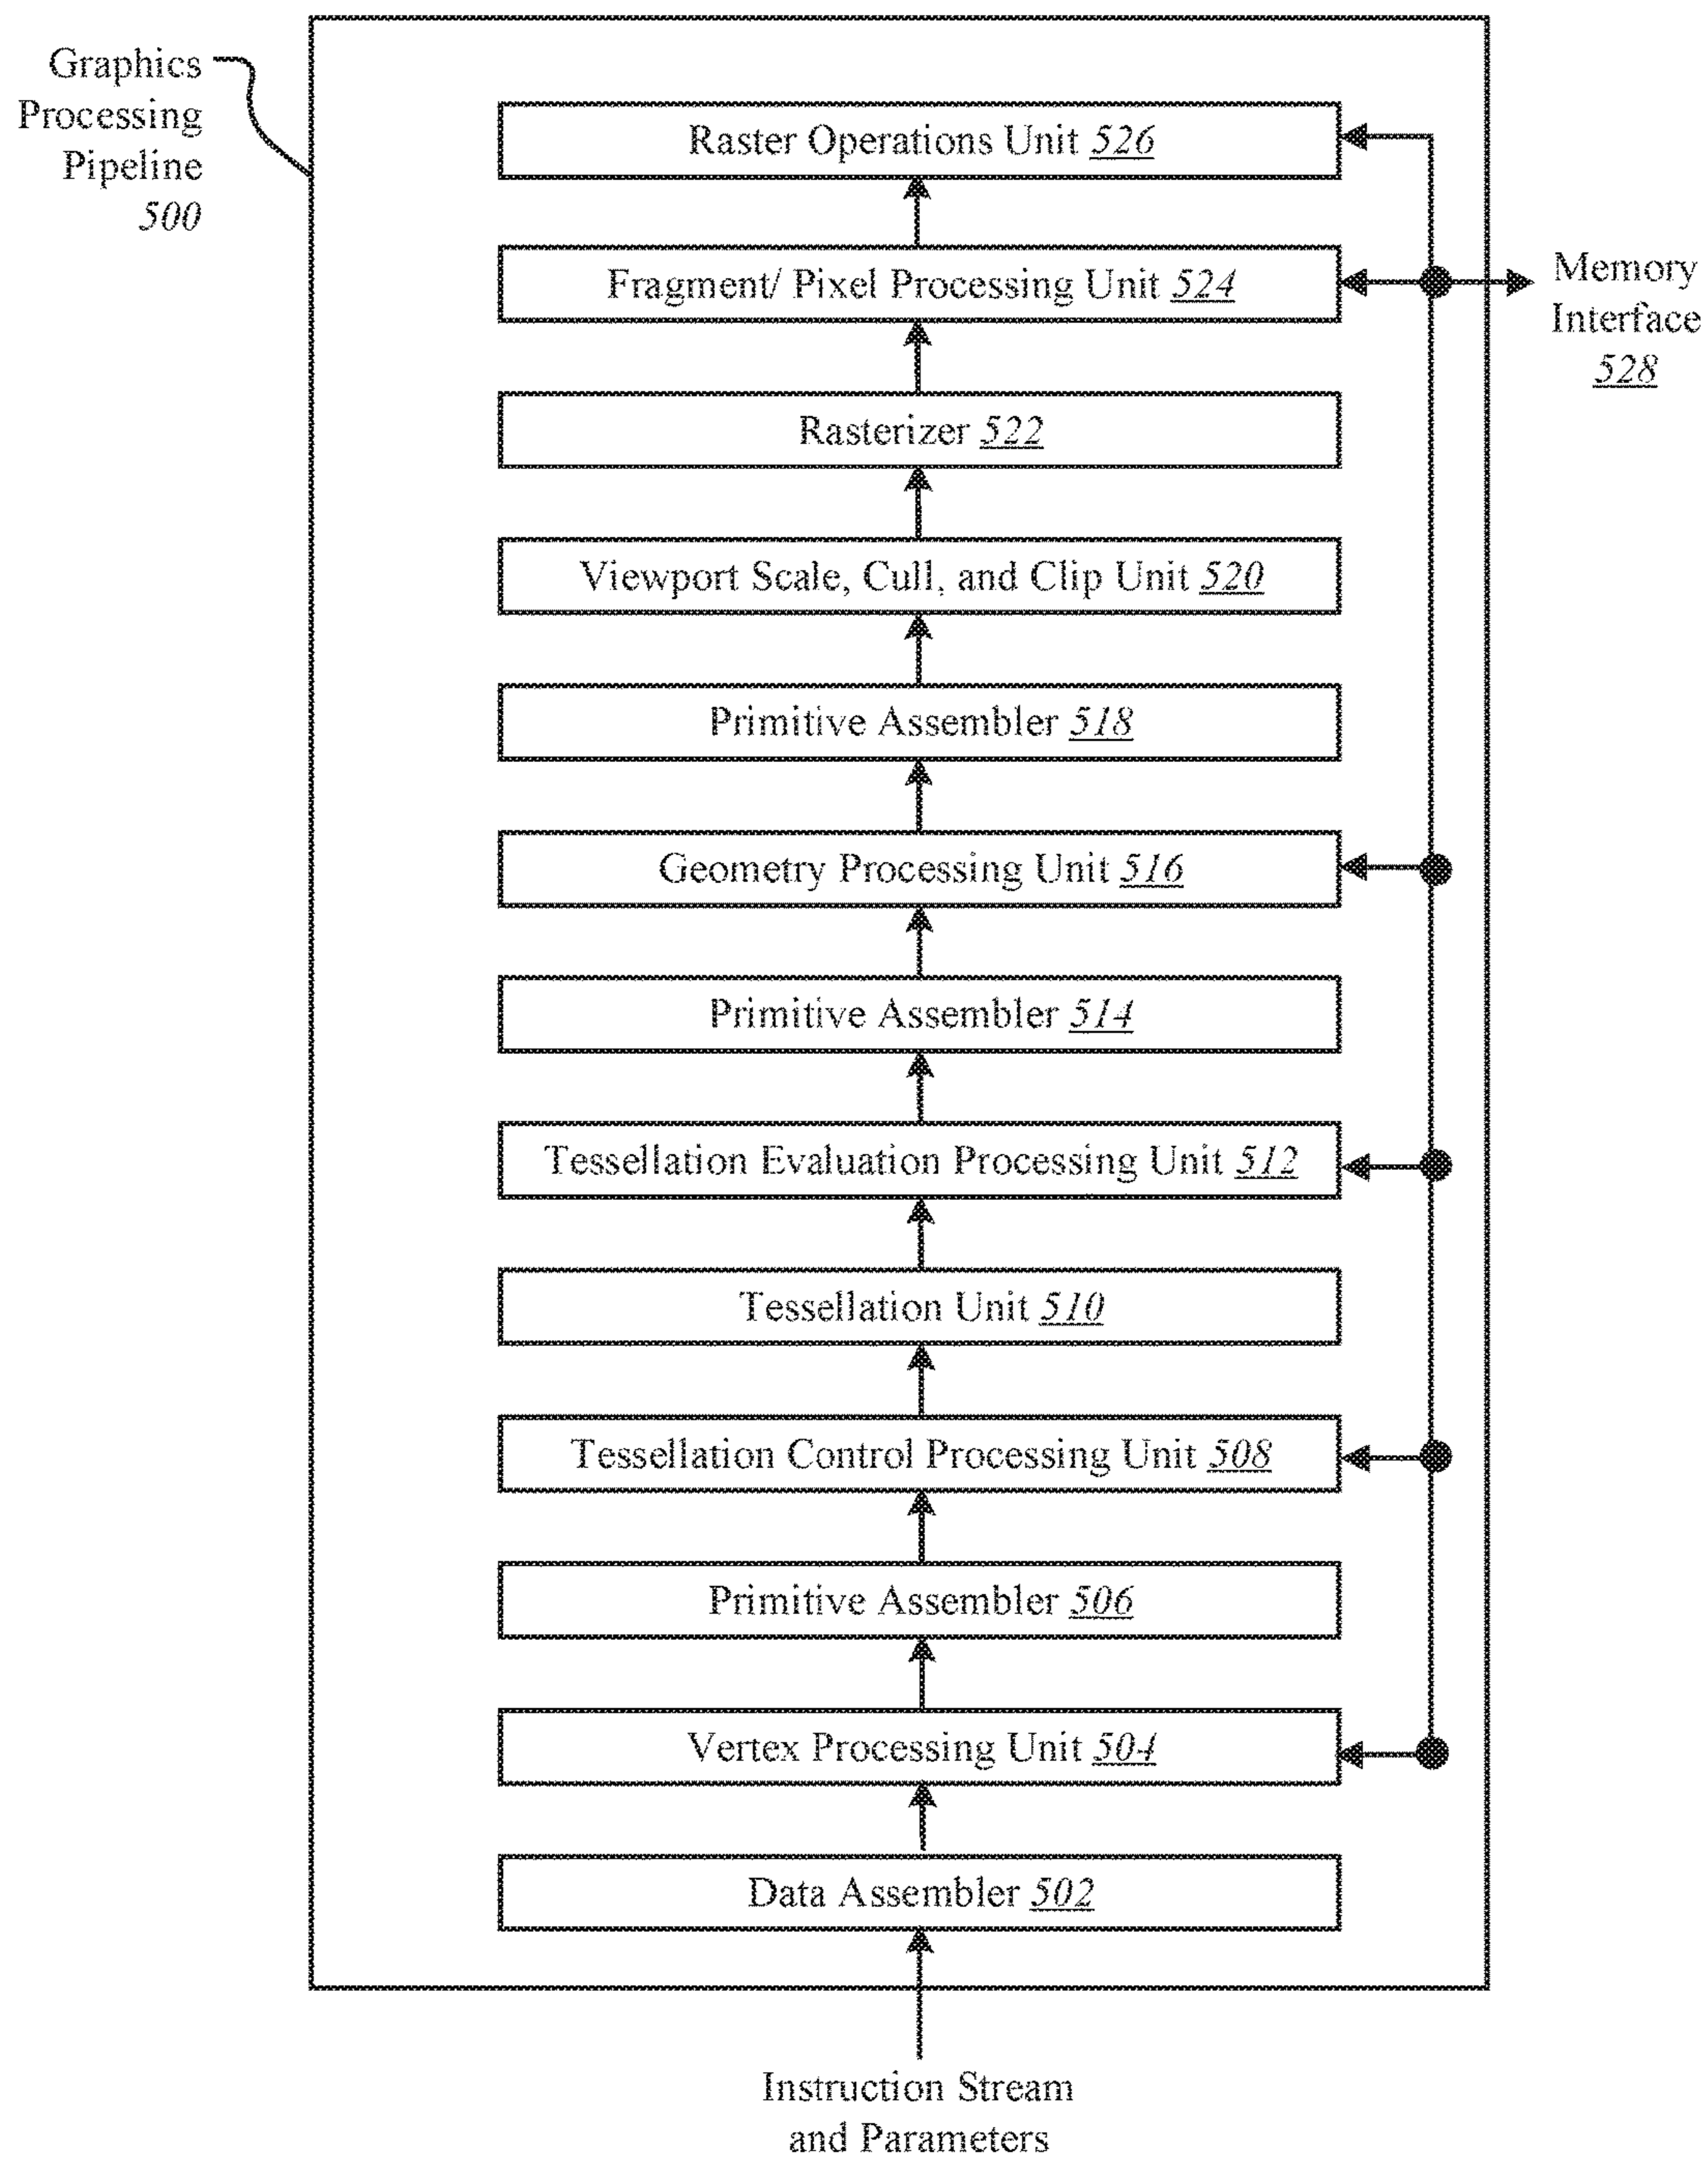 Graphics
Processing
Pipeline
500
Raster Operations Unit 526
Fragment/ Pixel Processing Unit 524
Memory
Interface
528
Rasterizer 522
Viewport Scale, Cull, and Clip Unit 520
Primitive Assembler 518
Geometry Processing Unit 516
Primitive Assembler 514
Tessellation Evaluation Processing Unit 512
Tessellation Unit 510
Tessellation Control Processing Unit 508
Primitive Assembler 506
Vertex Processing Unit 504
Data Assembler 502
Instruction Stream
and Parameters